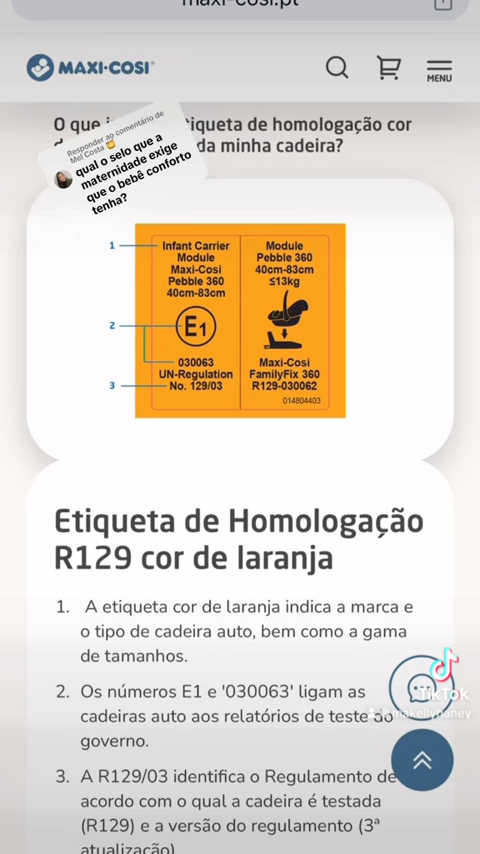 maxi-cosi.pt
MAXI-COSI
MENU
O que
tiqueta de homologação cor
da minha cadeira?
Responder ao comentário de
Mel Costa
qual o selo que a
maternidade exige
que o bebê conforto
tenha?
1
Infant Carrier
Module
Maxi-Cosi
Pebble 360
40cm-83cm
2
E1
030063
UN-Regulation
3
No. 129/03
Module
Pebble 360
40cm-83cm
≤13kg
Maxi-Cosi
FamilyFix 360
R129-030062
014804403
Etiqueta de Homologação
R129 cor de laranja
1. A etiqueta cor de laranja indica a marca e
o tipo de cadeira auto, bem como a gama
de tamanhos.
2. Os números E1 e '030063' ligam as
cadeiras auto aos relatórios de teste do
governo.
3. A R129/03 identifica o Regulamento de
acordo com o qual a cadeira é testada
(R129) e a versão do regulamento (3ª
atualização)
TikTok